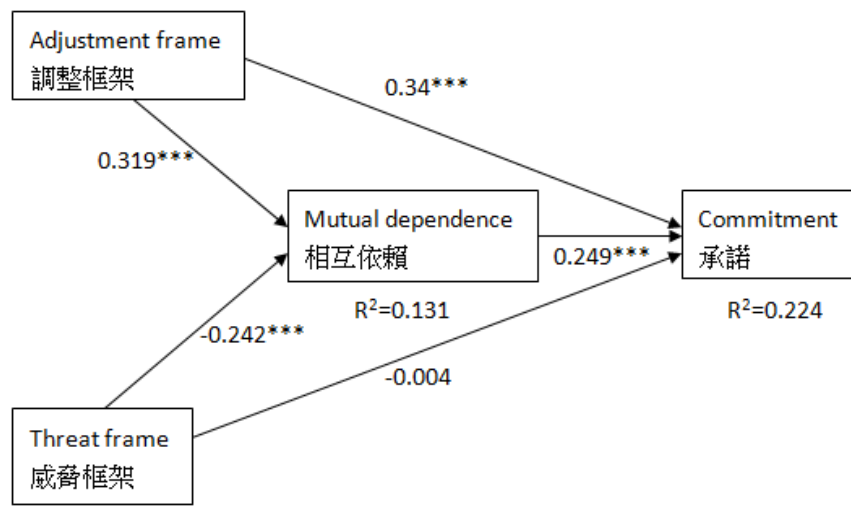 Adjustment frame
調整框架
0.34***
0.319***
Mutual dependence
相互依賴
Commitment
承諾
0.249***
R²=0.131
R²=0.224
-0.242***
-0.004
Threat frame
威脅框架